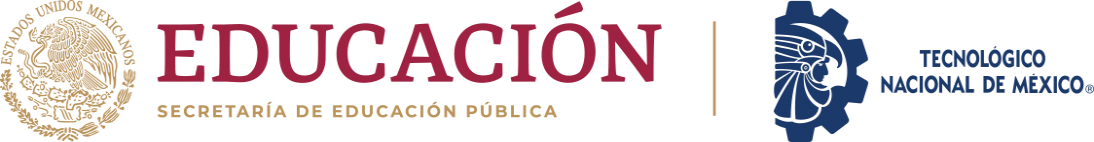 ESTADOS UNIDOS MEXICANOS
EDUCACIÓN
SECRETARÍA DE EDUCACIÓN PÚBLICA
TECNOLÓGICO
NACIONAL DE MÉXICO®